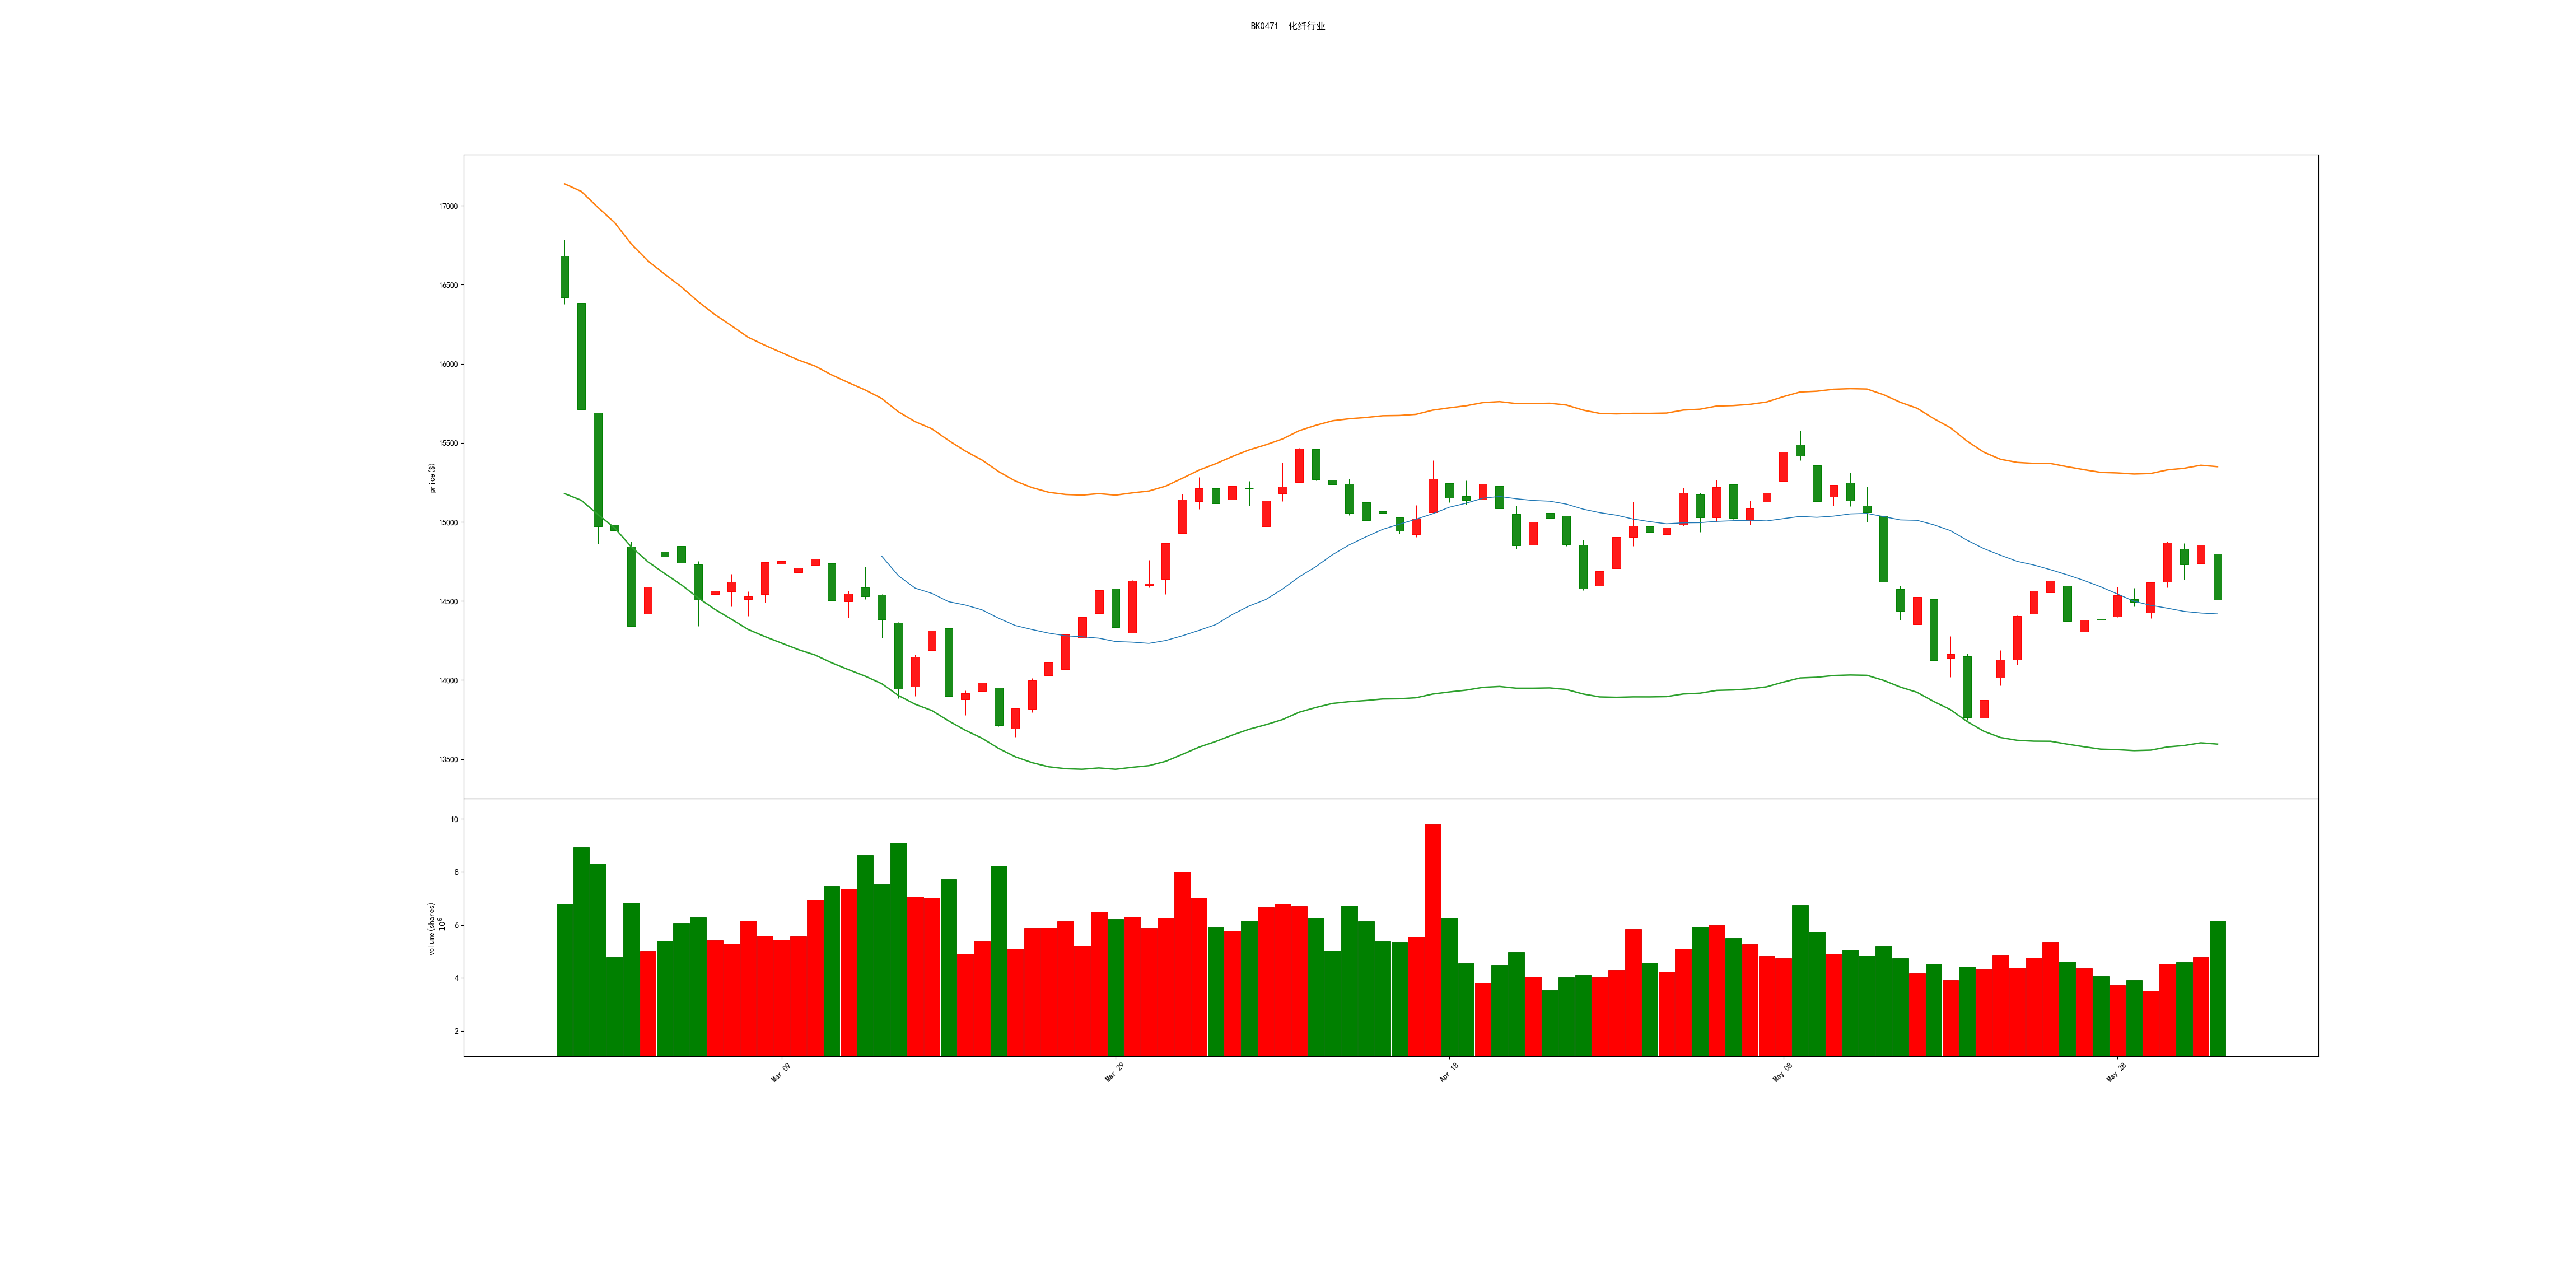 BK0471 化纤行业
17000
16500
16000
15500
15000
14500
14000
13500
price($)
10
8
6
4
2
volume(shares)
10^6
Mar 09
Mar 29
Apr 18
May 08
May 28